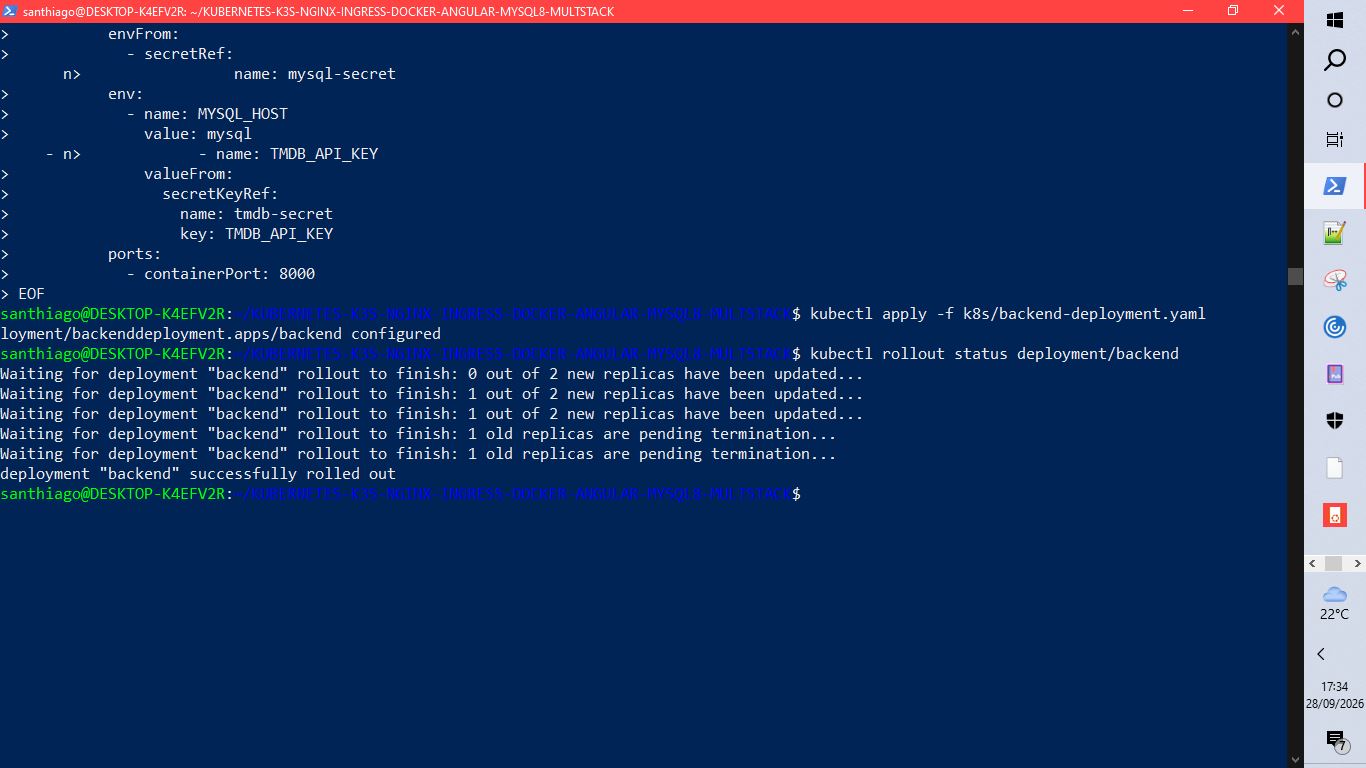 santhiago@DESKTOP-K4EFV2R: ~/KUBERNETES-K3S-NGINX-INGRESS-DOCKER-ANGULAR-MYSQL8-MULTSTACK
>           envFrom:
>             - secretRef:
       n>                 name: mysql-secret
>           env:
>             - name: MYSQL_HOST
>               value: mysql
     - n>             - name: TMDB_API_KEY
>               valueFrom:
>                 secretKeyRef:
>                   name: tmdb-secret
>                   key: TMDB_API_KEY
>           ports:
>             - containerPort: 8000
> EOF
santhiago@DESKTOP-K4EFV2R:~/KUBERNETES-K3S-NGINX-INGRESS-DOCKER-ANGULAR-MYSQL8-MULTSTACK$ kubectl apply -f k8s/backend-deployment.yaml
loyment/backenddeployment.apps/backend configured
santhiago@DESKTOP-K4EFV2R:~/KUBERNETES-K3S-NGINX-INGRESS-DOCKER-ANGULAR-MYSQL8-MULTSTACK$ kubectl rollout status deployment/backend
Waiting for deployment "backend" rollout to finish: 0 out of 2 new replicas have been updated...
Waiting for deployment "backend" rollout to finish: 1 out of 2 new replicas have been updated...
Waiting for deployment "backend" rollout to finish: 1 out of 2 new replicas have been updated...
Waiting for deployment "backend" rollout to finish: 1 old replicas are pending termination...
Waiting for deployment "backend" rollout to finish: 1 old replicas are pending termination...
deployment "backend" successfully rolled out
santhiago@DESKTOP-K4EFV2R:~/KUBERNETES-K3S-NGINX-INGRESS-DOCKER-ANGULAR-MYSQL8-MULTSTACK$
22°C
17:34
28/09/2026
7